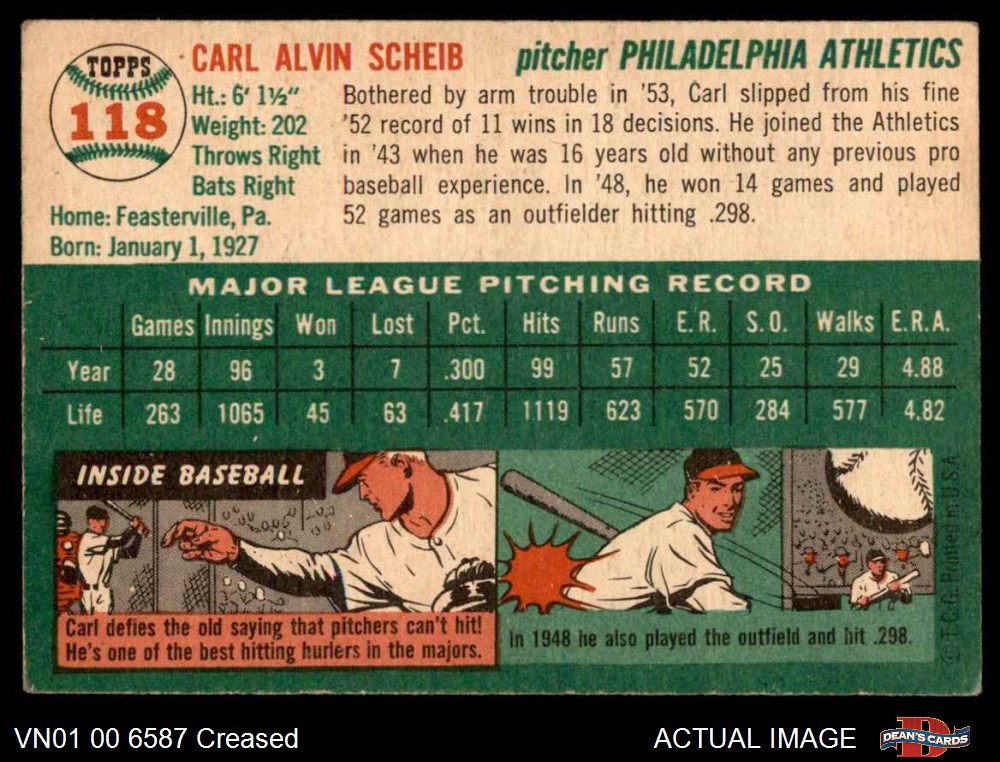 TOPPS
118
CARL ALVIN SCHEIB
pitcher PHILADELPHIA ATHLETICS
Ht.: 6' 1½"
Weight: 202
Throws Right
Bats Right
Home: Feasterville, Pa.
Born: January 1, 1927
Bothered by arm trouble in '53, Carl slipped from his fine
'52 record of 11 wins in 18 decisions. He joined the Athletics
in '43 when he was 16 years old without any previous pro
baseball experience. In '48, he won 14 games and played
52 games as an outfielder hitting .298.
MAJOR LEAGUE PITCHING RECORD
Games Innings Won Lost Pct. Hits Runs E.R. S.O. Walks E.R.A.
Year 28 96 3 7 .300 99 57 52 25 29 4.88
Life 263 1065 45 63 .417 1119 623 570 284 577 4.82
INSIDE BASEBALL
Carl defies the old saying that pitchers can't hit!
He's one of the best hitting hurlers in the majors.
In 1948 he also played the outfield and hit .298.
© T.C.G. Printed in U.S.A.
VN01 00 6587 Creased
ACTUAL IMAGE
D
DEAN'S CARDS